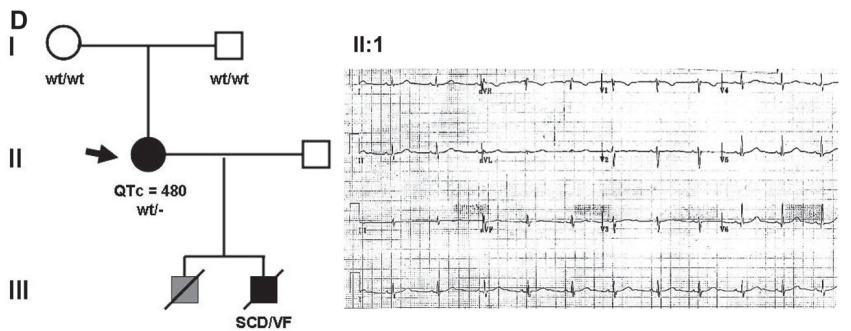 D
I
II:1
wt/wt
wt/wt
I
aVR
V1
V4
II
aVL
V2
V5
II
QTc = 480
wt/-
III
aVF
V3
V6
III
SCD/VF